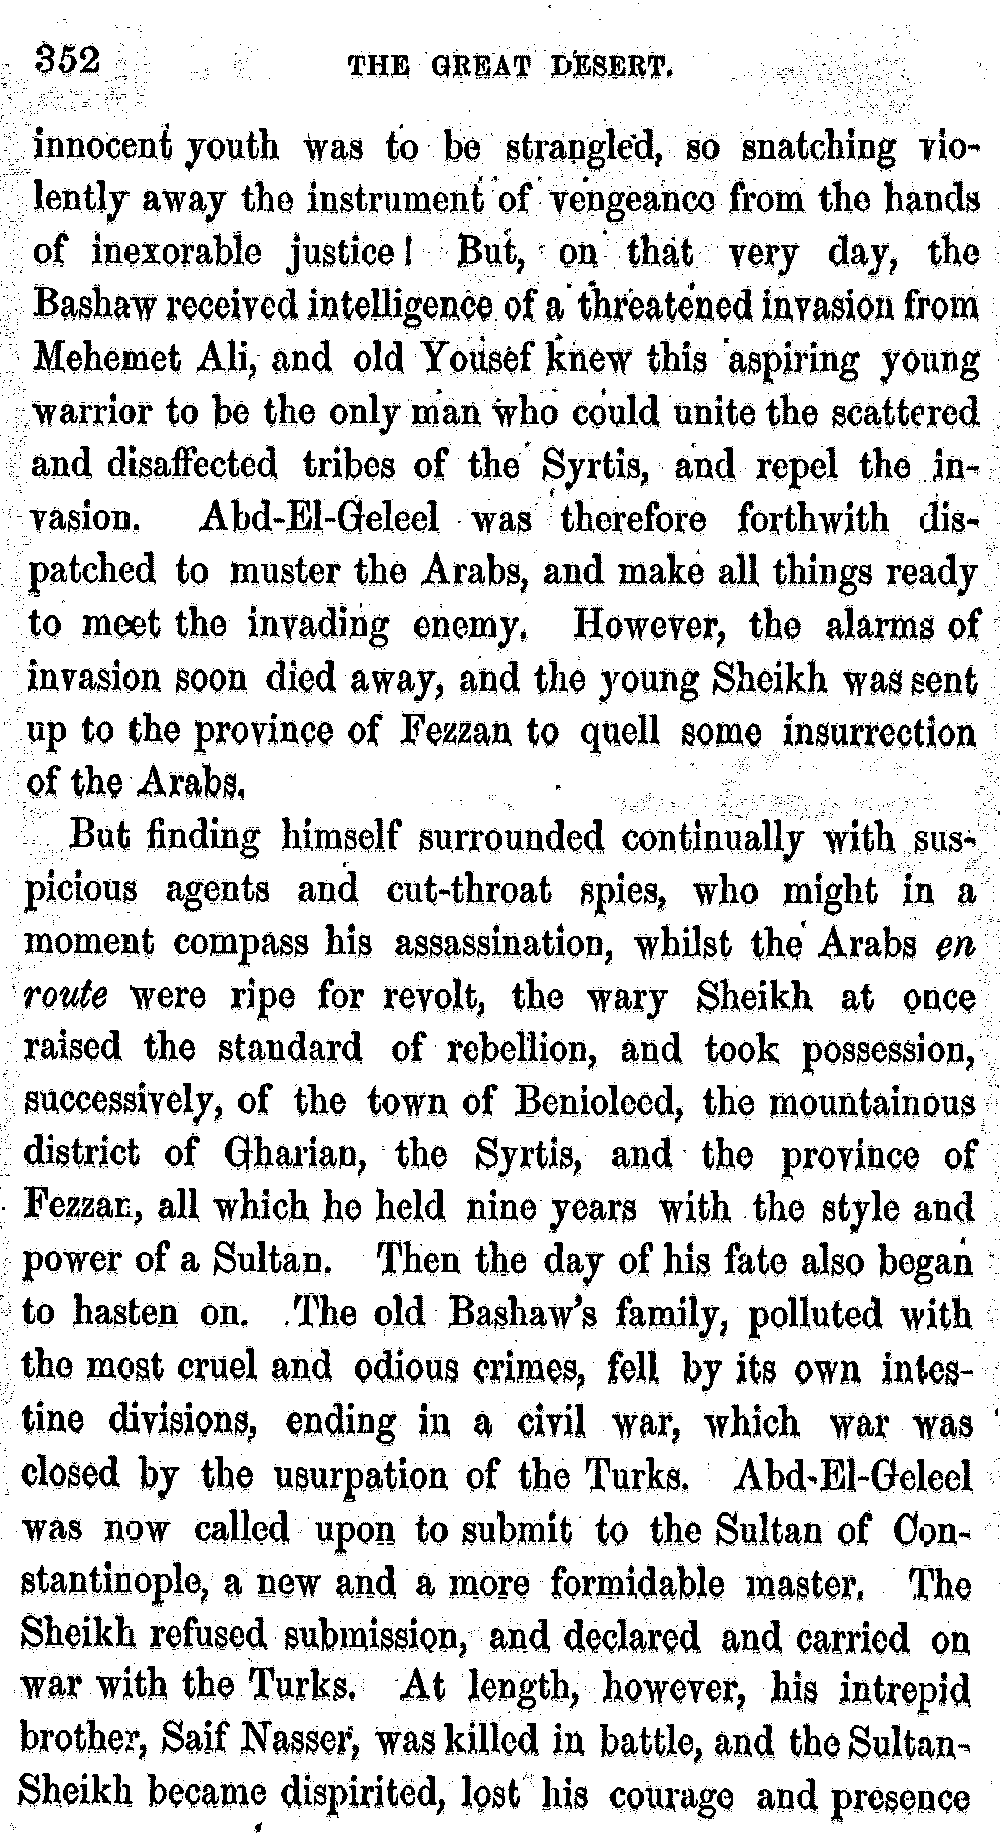 352 THE GREAT DESERT.
innocent youth was to be strangled, so snatching vio-
lently away the instrument of vengeance from the hands
of inexorable justice! But, on that very day, the
Bashaw received intelligence of a threatened invasion from
Mehemet Ali, and old Yousef knew this aspiring young
warrior to be the only man who could unite the scattered
and disaffected tribes of the Syrtis, and repel the in-
vasion. Abd-El-Geleel was therefore forthwith dis-
patched to muster the Arabs, and make all things ready
to meet the invading enemy. However, the alarms of
invasion soon died away, and the young Sheikh was sent
up to the province of Fezzan to quell some insurrection
of the Arabs.
But finding himself surrounded continually with sus-
picious agents and cut-throat spies, who might in a
moment compass his assassination, whilst the Arabs en
route were ripe for revolt, the wary Sheikh at once
raised the standard of rebellion, and took possession,
successively, of the town of Benioleed, the mountainous
district of Gharian, the Syrtis, and the province of
Fezzan, all which he held nine years with the style and
power of a Sultan. Then the day of his fate also began
to hasten on. The old Bashaw's family, polluted with
the most cruel and odious crimes, fell by its own intes-
tine divisions, ending in a civil war, which war was
closed by the usurpation of the Turks. Abd-El-Geleel
was now called upon to submit to the Sultan of Con-
stantinople, a new and a more formidable master. The
Sheikh refused submission, and declared and carried on
war with the Turks. At length, however, his intrepid
brother, Saif Nasser, was killed in battle, and the Sultan-
Sheikh became dispirited, lost his courage and presence